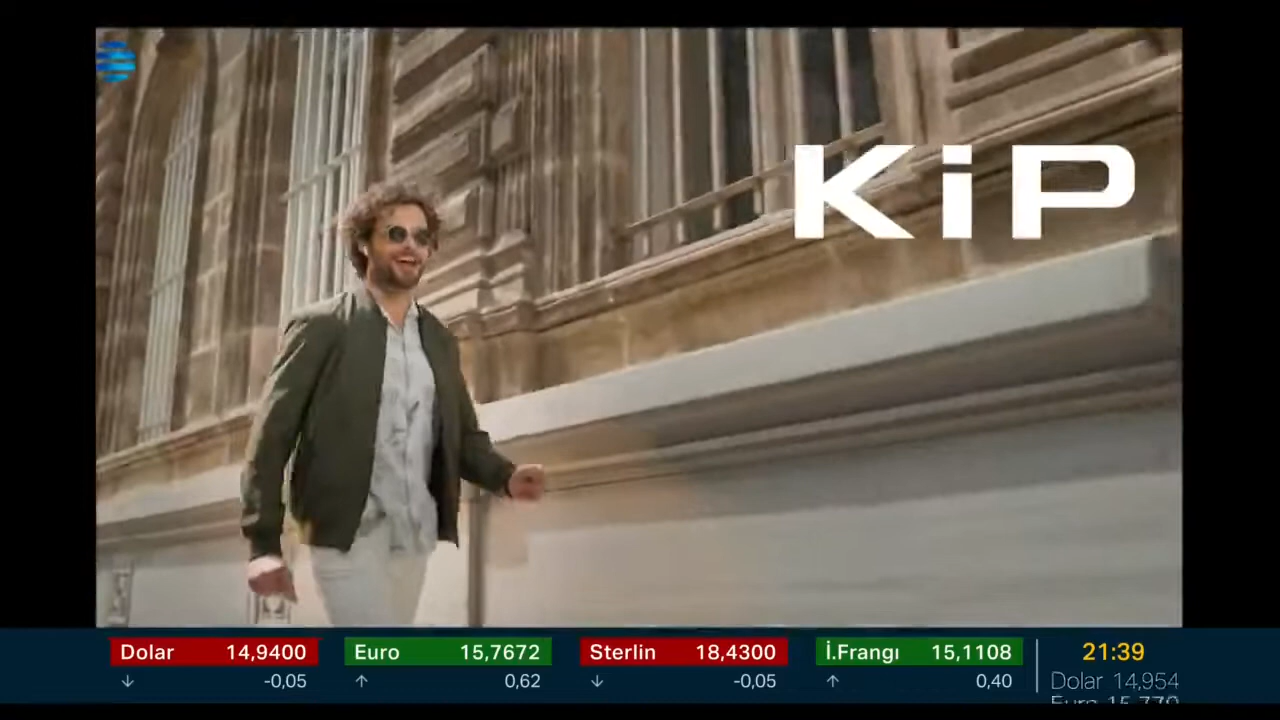 KiP
Dolar 14,9400
↓ -0,05
Euro 15,7672
↑ 0,62
Sterlin 18,4300
↓ -0,05
İ.Frangı 15,1108
↑ 0,40
21:39
Dolar 14,954